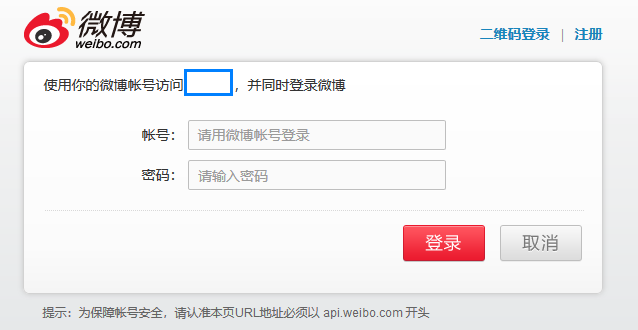 微博
weibo.com
二维码登录 | 注册
使用你的微博帐号访问 ，并同时登录微博
帐号： 请用微博帐号登录
密码： 请输入密码
登录 取消
提示：为保障帐号安全，请认准本页URL地址必须以 api.weibo.com 开头